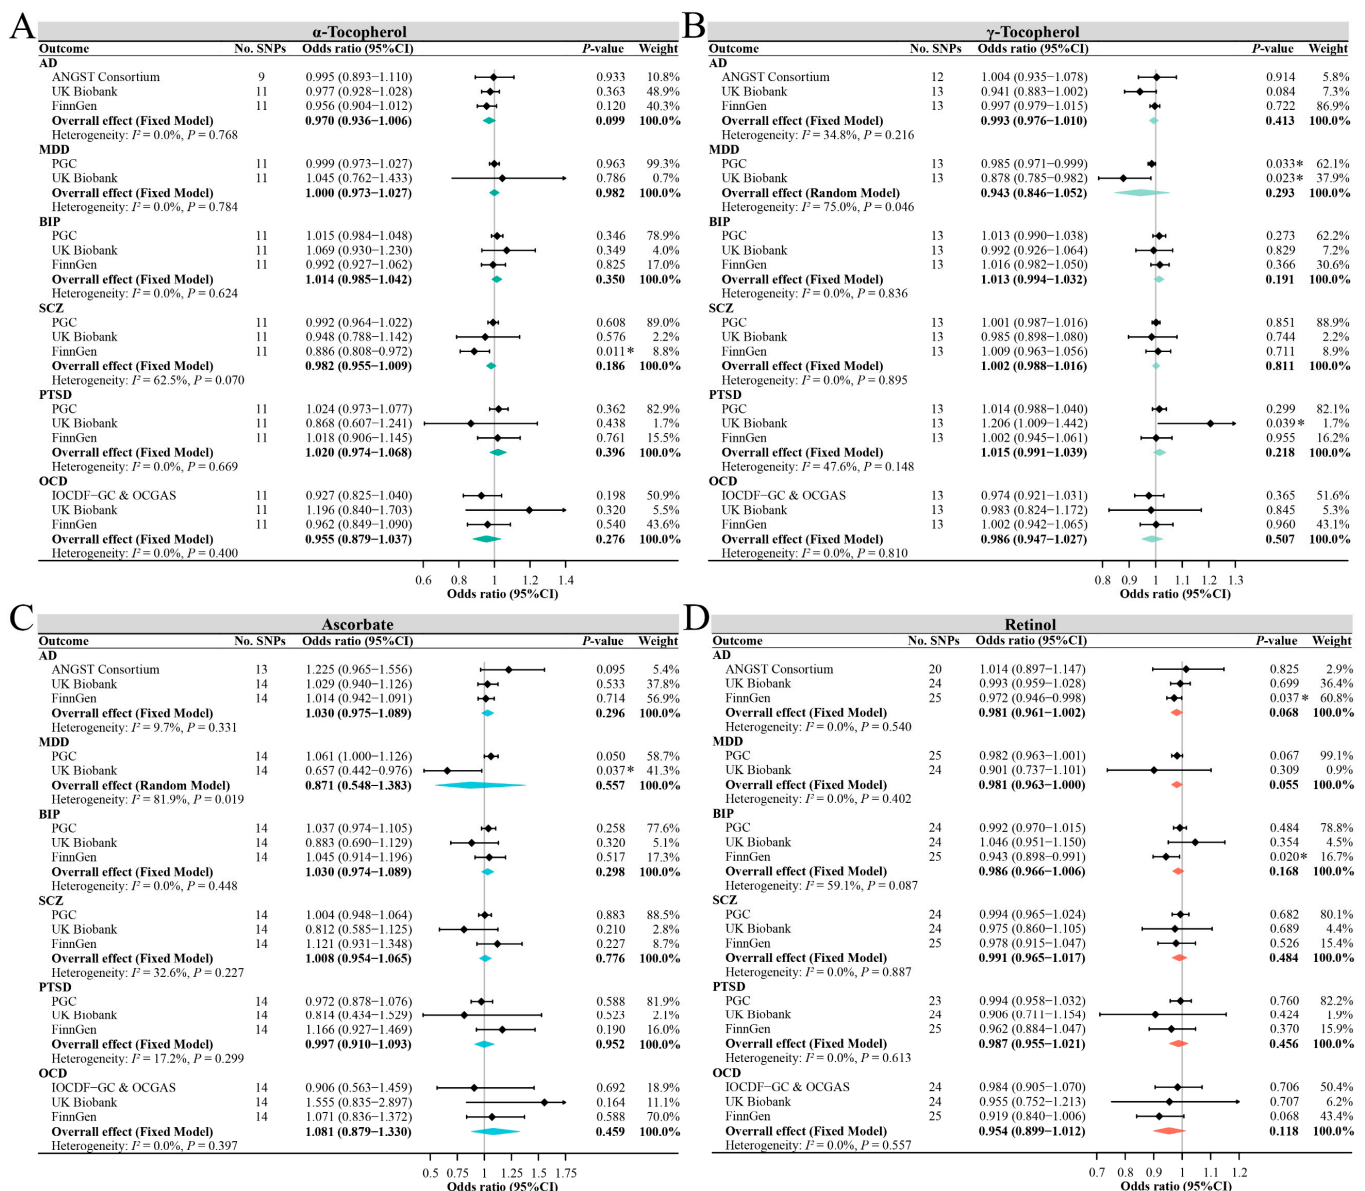 A
α-Tocopherol
Outcome No. SNPs Odds ratio (95%CI) P-value Weight
AD
ANGST Consortium 9 0.995 (0.893−1.110) 0.933 10.8%
UK Biobank 11 0.977 (0.928−1.028) 0.363 48.9%
FinnGen 11 0.956 (0.904−1.012) 0.120 40.3%
Overrall effect (Fixed Model) 0.970 (0.936−1.006) 0.099 100.0%
Heterogeneity: I² = 0.0%, P = 0.768
MDD
PGC 11 0.999 (0.973−1.027) 0.963 99.3%
UK Biobank 11 1.045 (0.762−1.433) 0.786 0.7%
Overrall effect (Fixed Model) 1.000 (0.973−1.027) 0.982 100.0%
Heterogeneity: I² = 0.0%, P = 0.784
BIP
PGC 11 1.015 (0.984−1.048) 0.346 78.9%
UK Biobank 11 1.069 (0.930−1.230) 0.349 4.0%
FinnGen 11 0.992 (0.927−1.062) 0.825 17.0%
Overrall effect (Fixed Model) 1.014 (0.985−1.042) 0.350 100.0%
Heterogeneity: I² = 0.0%, P = 0.624
SCZ
PGC 11 0.992 (0.964−1.022) 0.608 89.0%
UK Biobank 11 0.948 (0.788−1.142) 0.576 2.2%
FinnGen 11 0.886 (0.808−0.972) 0.011* 8.8%
Overrall effect (Fixed Model) 0.982 (0.955−1.009) 0.186 100.0%
Heterogeneity: I² = 62.5%, P = 0.070
PTSD
PGC 11 1.024 (0.973−1.077) 0.362 82.9%
UK Biobank 11 0.868 (0.607−1.241) 0.438 1.7%
FinnGen 11 1.018 (0.906−1.145) 0.761 15.5%
Overrall effect (Fixed Model) 1.020 (0.974−1.068) 0.396 100.0%
Heterogeneity: I² = 0.0%, P = 0.669
OCD
IOCDF−GC & OCGAS 11 0.927 (0.825−1.040) 0.198 50.9%
UK Biobank 11 1.196 (0.840−1.703) 0.320 5.5%
FinnGen 11 0.962 (0.849−1.090) 0.540 43.6%
Overrall effect (Fixed Model) 0.955 (0.879−1.037) 0.276 100.0%
Heterogeneity: I² = 0.0%, P = 0.400
0.6 0.8 1 1.2 1.4
Odds ratio (95%CI)
B
γ-Tocopherol
Outcome No. SNPs Odds ratio (95%CI) P-value Weight
AD
ANGST Consortium 12 1.004 (0.935−1.078) 0.914 5.8%
UK Biobank 13 0.941 (0.883−1.002) 0.084 7.3%
FinnGen 13 0.997 (0.979−1.015) 0.722 86.9%
Overrall effect (Fixed Model) 0.993 (0.976−1.010) 0.413 100.0%
Heterogeneity: I² = 34.8%, P = 0.216
MDD
PGC 13 0.985 (0.971−0.999) 0.033* 62.1%
UK Biobank 13 0.878 (0.785−0.982) 0.023* 37.9%
Overrall effect (Random Model) 0.943 (0.846−1.052) 0.293 100.0%
Heterogeneity: I² = 75.0%, P = 0.046
BIP
PGC 13 1.013 (0.990−1.038) 0.273 62.2%
UK Biobank 13 0.992 (0.926−1.064) 0.829 7.2%
FinnGen 13 1.016 (0.982−1.050) 0.366 30.6%
Overrall effect (Fixed Model) 1.013 (0.994−1.032) 0.191 100.0%
Heterogeneity: I² = 0.0%, P = 0.836
SCZ
PGC 13 1.001 (0.987−1.016) 0.851 88.9%
UK Biobank 13 0.985 (0.898−1.080) 0.744 2.2%
FinnGen 13 1.009 (0.963−1.056) 0.711 8.9%
Overrall effect (Fixed Model) 1.002 (0.988−1.016) 0.811 100.0%
Heterogeneity: I² = 0.0%, P = 0.895
PTSD
PGC 13 1.014 (0.988−1.040) 0.299 82.1%
UK Biobank 13 1.206 (1.009−1.442) 0.039* 1.7%
FinnGen 13 1.002 (0.945−1.061) 0.955 16.2%
Overrall effect (Fixed Model) 1.015 (0.991−1.039) 0.218 100.0%
Heterogeneity: I² = 47.6%, P = 0.148
OCD
IOCDF−GC & OCGAS 13 0.974 (0.921−1.031) 0.365 51.6%
UK Biobank 13 0.983 (0.824−1.172) 0.845 5.3%
FinnGen 13 1.002 (0.942−1.065) 0.960 43.1%
Overrall effect (Fixed Model) 0.986 (0.947−1.027) 0.507 100.0%
Heterogeneity: I² = 0.0%, P = 0.810
0.8 0.9 1 1.1 1.2 1.3
Odds ratio (95%CI)
C
Ascorbate
Outcome No. SNPs Odds ratio (95%CI) P-value Weight
AD
ANGST Consortium 13 1.225 (0.965−1.556) 0.095 5.4%
UK Biobank 14 1.029 (0.940−1.126) 0.533 37.8%
FinnGen 14 1.014 (0.942−1.091) 0.714 56.9%
Overrall effect (Fixed Model) 1.030 (0.975−1.089) 0.296 100.0%
Heterogeneity: I² = 9.7%, P = 0.331
MDD
PGC 14 1.061 (1.000−1.126) 0.050 58.7%
UK Biobank 14 0.657 (0.442−0.976) 0.037* 41.3%
Overrall effect (Random Model) 0.871 (0.548−1.383) 0.557 100.0%
Heterogeneity: I² = 81.9%, P = 0.019
BIP
PGC 14 1.037 (0.974−1.105) 0.258 77.6%
UK Biobank 14 0.883 (0.690−1.129) 0.320 5.1%
FinnGen 14 1.045 (0.914−1.196) 0.517 17.3%
Overrall effect (Fixed Model) 1.030 (0.974−1.089) 0.298 100.0%
Heterogeneity: I² = 0.0%, P = 0.448
SCZ
PGC 14 1.004 (0.948−1.064) 0.883 88.5%
UK Biobank 14 0.812 (0.585−1.125) 0.210 2.8%
FinnGen 14 1.121 (0.931−1.348) 0.227 8.7%
Overrall effect (Fixed Model) 1.008 (0.954−1.065) 0.776 100.0%
Heterogeneity: I² = 32.6%, P = 0.227
PTSD
PGC 14 0.972 (0.878−1.076) 0.588 81.9%
UK Biobank 14 0.814 (0.434−1.529) 0.523 2.1%
FinnGen 14 1.166 (0.927−1.469) 0.190 16.0%
Overrall effect (Fixed Model) 0.997 (0.910−1.093) 0.952 100.0%
Heterogeneity: I² = 17.2%, P = 0.299
OCD
IOCDF−GC & OCGAS 14 0.906 (0.563−1.459) 0.692 18.9%
UK Biobank 14 1.555 (0.835−2.897) 0.164 11.1%
FinnGen 14 1.071 (0.836−1.372) 0.588 70.0%
Overrall effect (Fixed Model) 1.081 (0.879−1.330) 0.459 100.0%
Heterogeneity: I² = 0.0%, P = 0.397
0.5 0.75 1 1.25 1.5 1.75
Odds ratio (95%CI)
D
Retinol
Outcome No. SNPs Odds ratio (95%CI) P-value Weight
AD
ANGST Consortium 20 1.014 (0.897−1.147) 0.825 2.9%
UK Biobank 24 0.993 (0.959−1.028) 0.699 36.4%
FinnGen 25 0.972 (0.946−0.998) 0.037* 60.8%
Overrall effect (Fixed Model) 0.981 (0.961−1.002) 0.068 100.0%
Heterogeneity: I² = 0.0%, P = 0.540
MDD
PGC 25 0.982 (0.963−1.001) 0.067 99.1%
UK Biobank 24 0.901 (0.737−1.101) 0.309 0.9%
Overrall effect (Fixed Model) 0.981 (0.963−1.000) 0.055 100.0%
Heterogeneity: I² = 0.0%, P = 0.402
BIP
PGC 24 0.992 (0.970−1.015) 0.484 78.8%
UK Biobank 24 1.046 (0.951−1.150) 0.354 4.5%
FinnGen 25 0.943 (0.898−0.991) 0.020* 16.7%
Overrall effect (Fixed Model) 0.986 (0.966−1.006) 0.168 100.0%
Heterogeneity: I² = 59.1%, P = 0.087
SCZ
PGC 24 0.994 (0.965−1.024) 0.682 80.1%
UK Biobank 24 0.975 (0.860−1.105) 0.689 4.4%
FinnGen 25 0.978 (0.915−1.047) 0.526 15.4%
Overrall effect (Fixed Model) 0.991 (0.965−1.017) 0.484 100.0%
Heterogeneity: I² = 0.0%, P = 0.887
PTSD
PGC 23 0.994 (0.958−1.032) 0.760 82.2%
UK Biobank 24 0.906 (0.711−1.154) 0.424 1.9%
FinnGen 25 0.962 (0.884−1.047) 0.370 15.9%
Overrall effect (Fixed Model) 0.987 (0.955−1.021) 0.456 100.0%
Heterogeneity: I² = 0.0%, P = 0.613
OCD
IOCDF−GC & OCGAS 24 0.984 (0.905−1.070) 0.706 50.4%
UK Biobank 24 0.955 (0.752−1.213) 0.707 6.2%
FinnGen 25 0.919 (0.840−1.006) 0.068 43.4%
Overrall effect (Fixed Model) 0.954 (0.899−1.012) 0.118 100.0%
Heterogeneity: I² = 0.0%, P = 0.557
0.7 0.8 0.9 1 1.1 1.2
Odds ratio (95%CI)